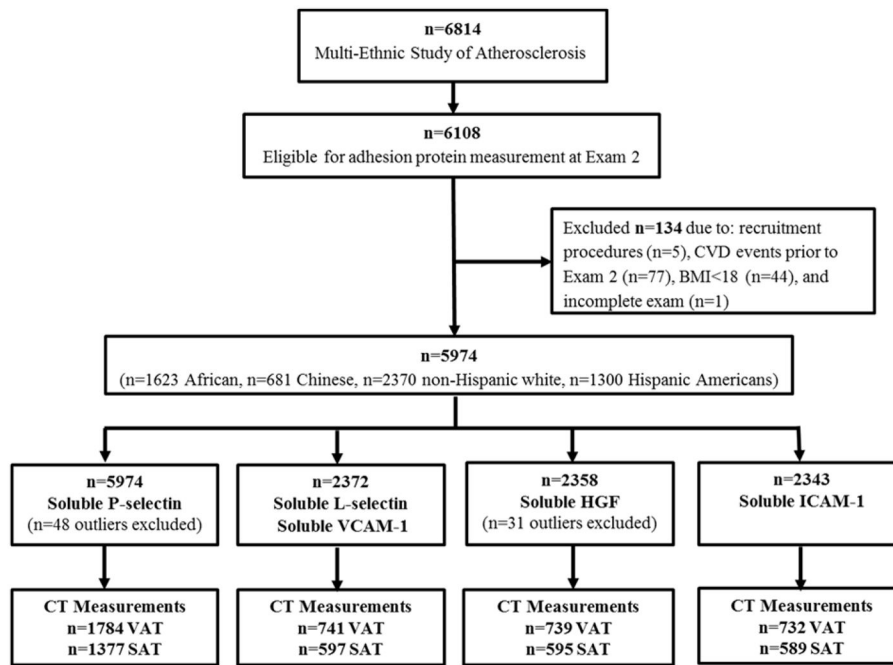 n=6814
Multi-Ethnic Study of Atherosclerosis
n=6108
Eligible for adhesion protein measurement at Exam 2
Excluded n=134 due to: recruitment
procedures (n=5), CVD events prior to
Exam 2 (n=77), BMI<18 (n=44), and
incomplete exam (n=1)
n=5974
(n=1623 African, n=681 Chinese, n=2370 non-Hispanic white, n=1300 Hispanic Americans)
n=5974
Soluble P-selectin
(n=48 outliers excluded)
n=2372
Soluble L-selectin
Soluble VCAM-1
n=2358
Soluble HGF
(n=31 outliers excluded)
n=2343
Soluble ICAM-1
CT Measurements
n=1784 VAT
n=1377 SAT
CT Measurements
n=741 VAT
n=597 SAT
CT Measurements
n=739 VAT
n=595 SAT
CT Measurements
n=732 VAT
n=589 SAT